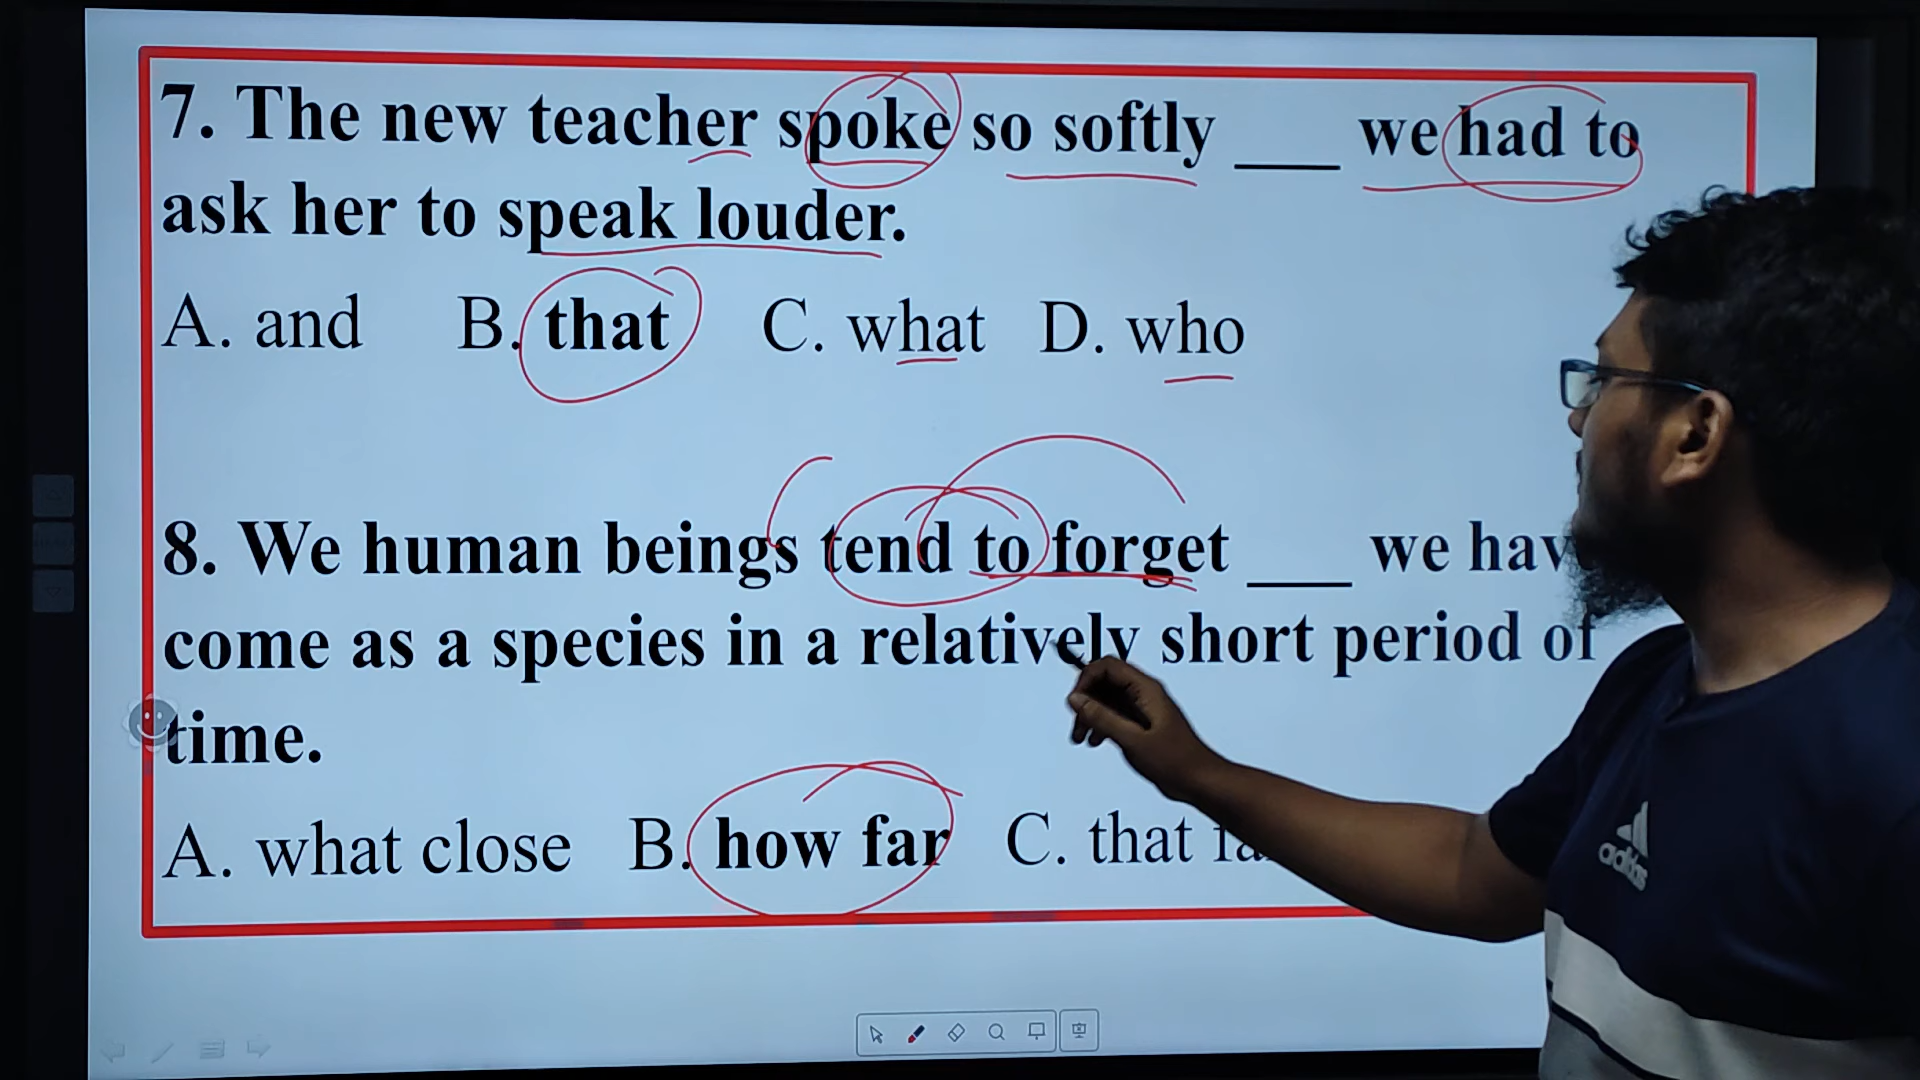 7. The new teacher spoke so softly ___ we had to
ask her to speak louder.
A. and B. that C. what D. who
8. We human beings tend to forget ___ we
come as a species in a relatively short period of
time.
A. what close B. how far C. that
adidas